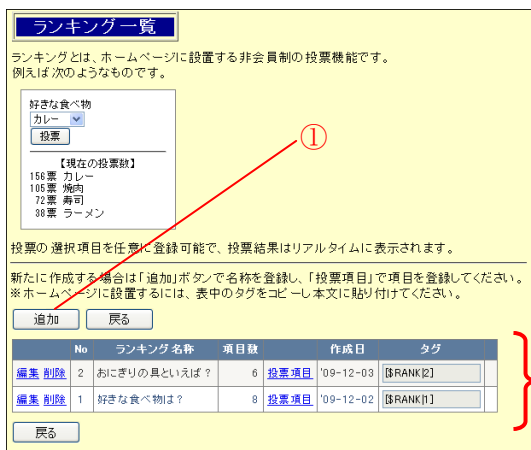 ランキング一覧
ランキングとは、ホームページに設置する非会員制の投票機能です。
例えば次のようなものです。
好きな食べ物
カレー
投票
【現在の投票数】
156票 カレー
105票 焼肉
72票 寿司
38票 ラーメン
①
投票の選択項目を任意に登録可能で、投票結果はリアルタイムに表示されます。
新たに作成する場合は「追加」ボタンで名称を登録し、「投票項目」で項目を登録してください。
※ホームページに設置するには、表中のタグをコピーし本文に貼り付けてください。
追加 戻る
No ランキング名称 項目数 作成日 タグ
編集 削除 2 おにぎりの具といえば？ 6 投票項目 '09-12-03 [$RANK|2]
編集 削除 1 好きな食べ物は？ 8 投票項目 '09-12-02 [$RANK|1]
戻る